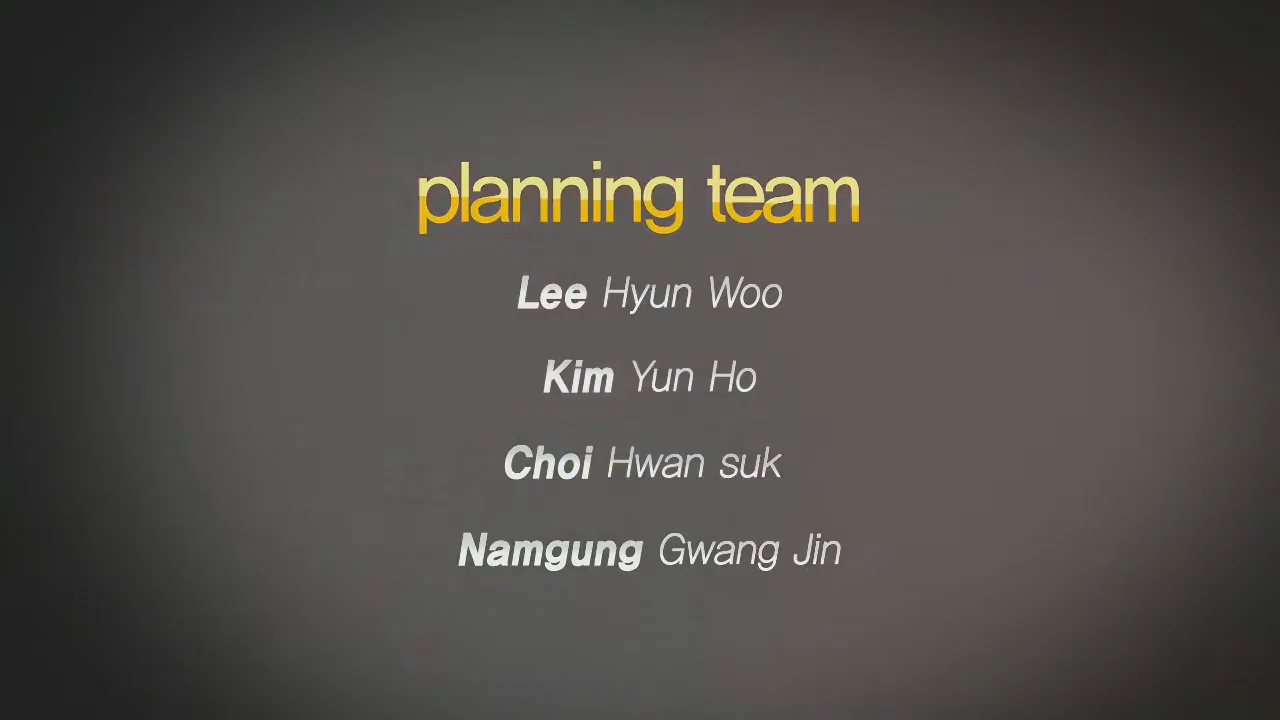 planning team
Lee Hyun Woo
Kim Yun Ho
Choi Hwan suk
Namgung Gwang Jin